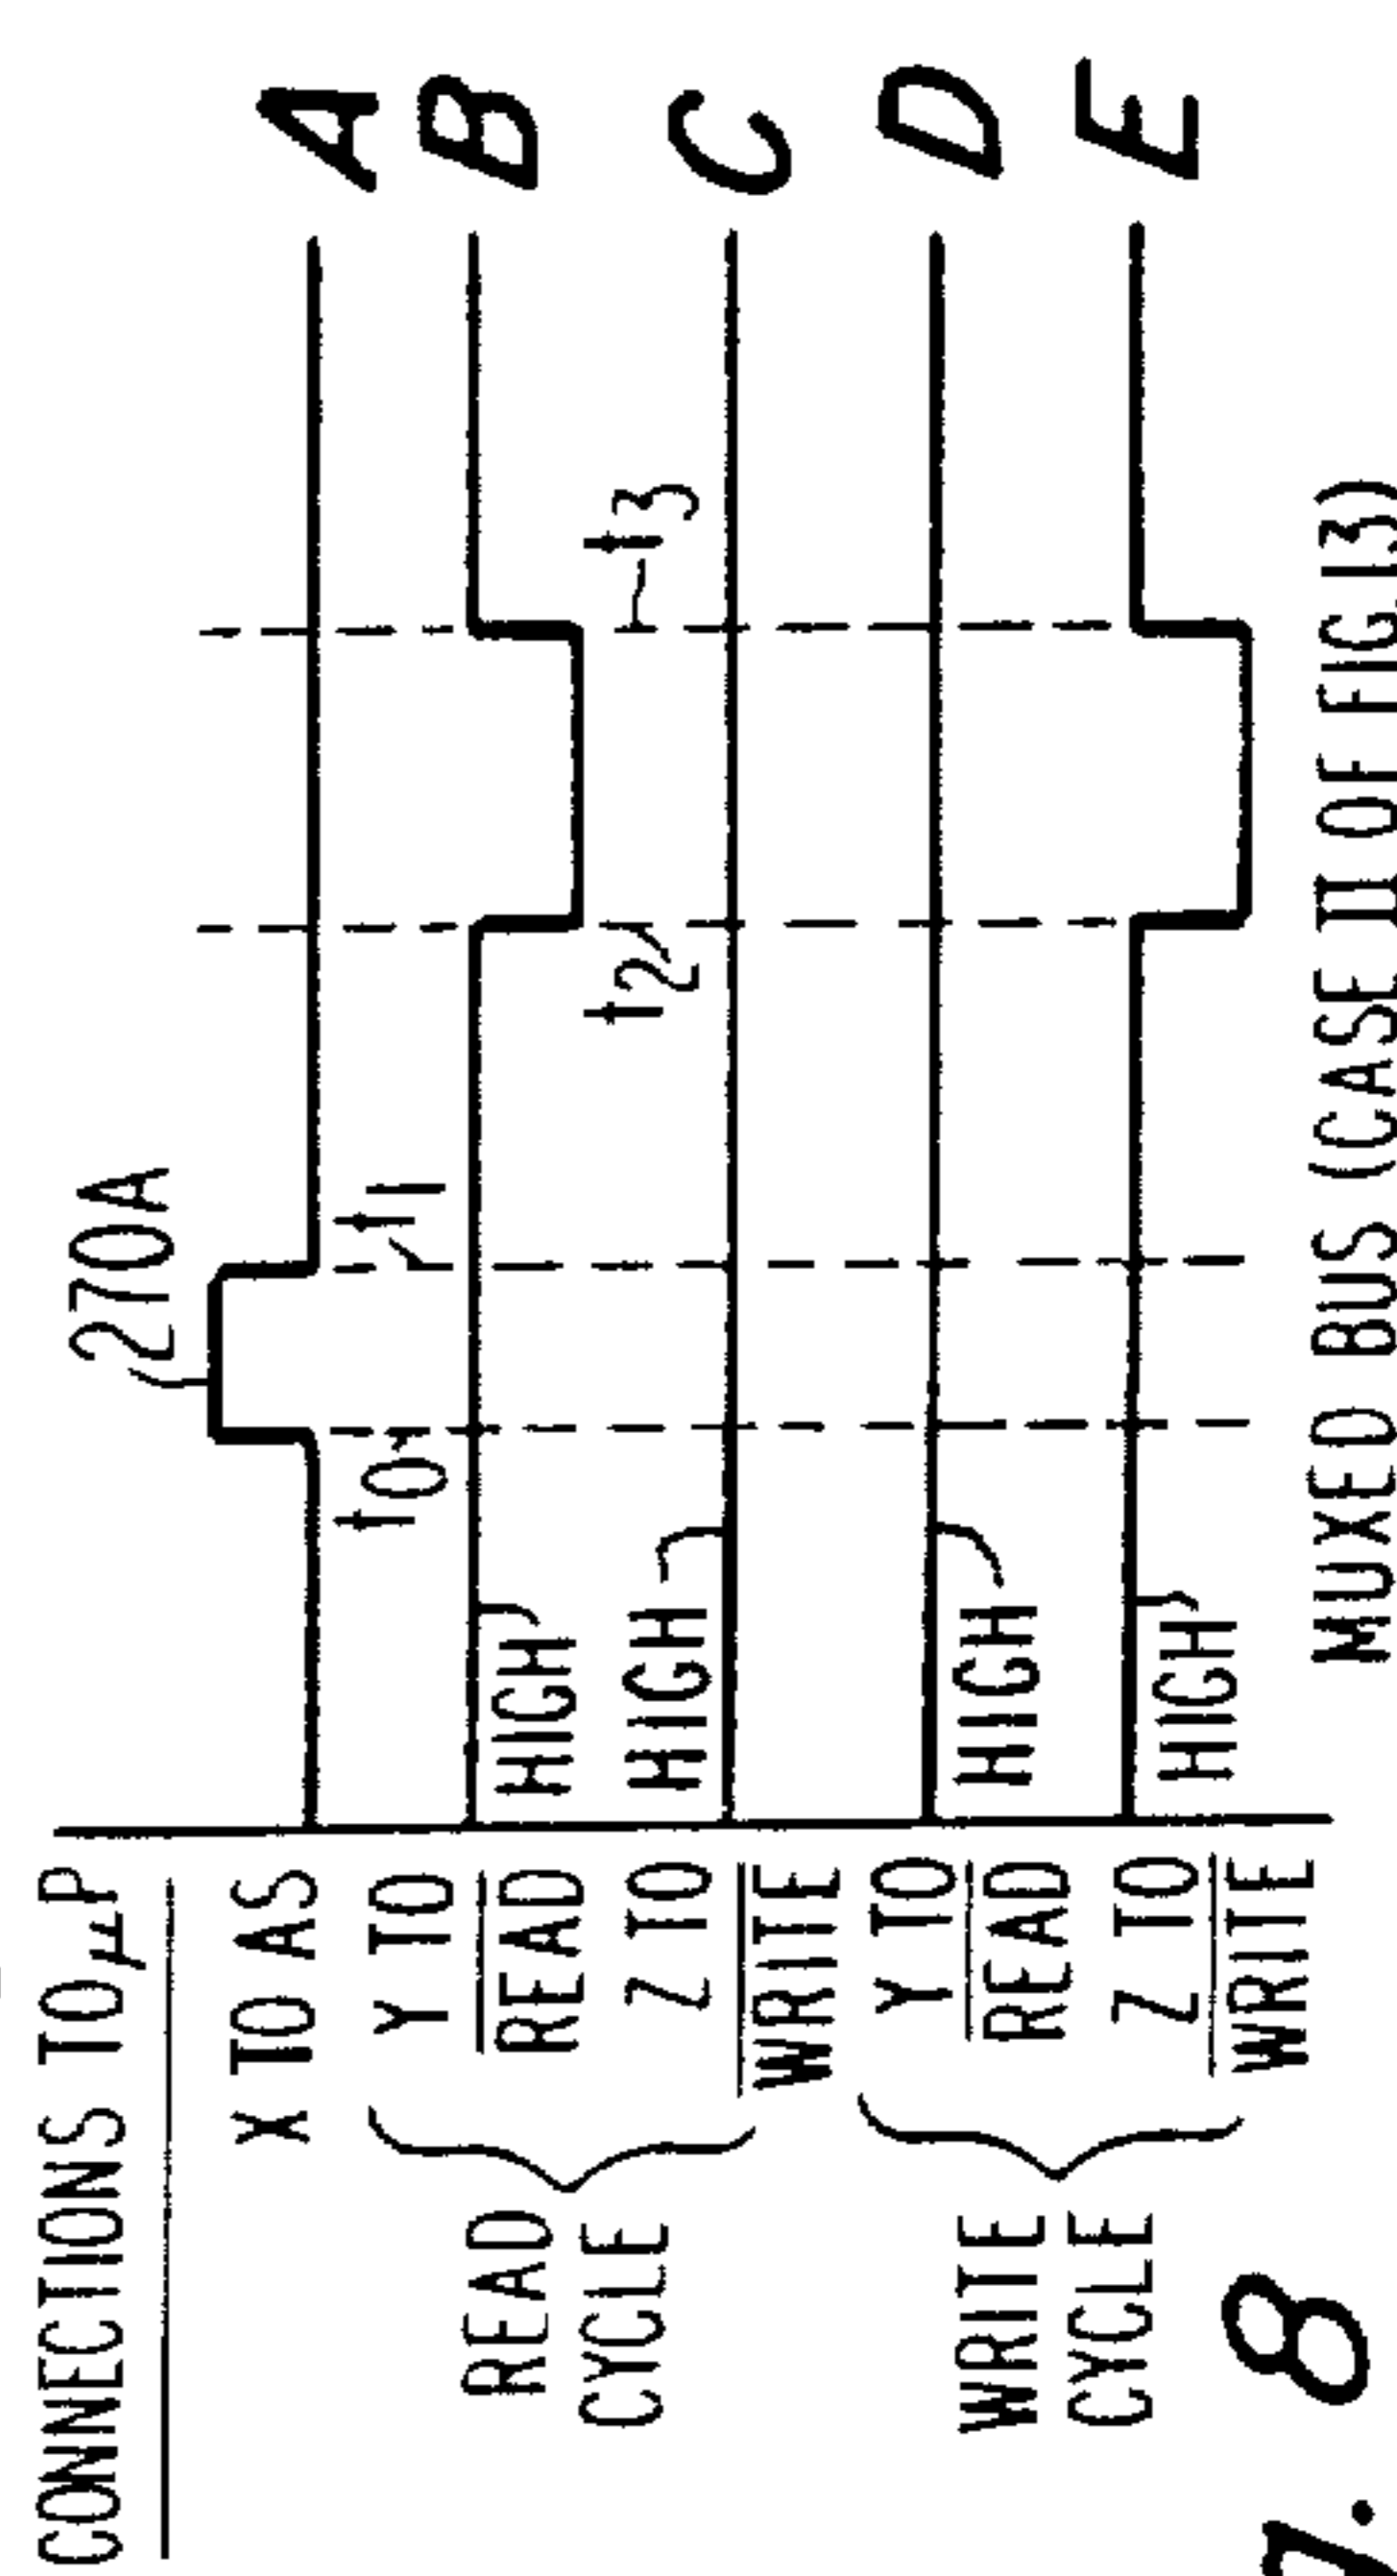 CONNECTIONS TO μP
270A
X TO AS
A
t0
t1
Y TO
READ
B
HIGH
t2
t3
READ
CYCLE
Z TO
WRITE
HIGH
C
Y TO
READ
HIGH
D
WRITE
CYCLE
Z TO
WRITE
HIGH
E
MUXED BUS (CASE II OF FIG.13)
8